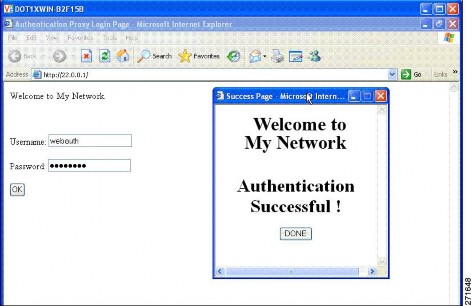 DOT1XWIN-B2F15B
Authentication Proxy Login Page - Microsoft Internet Explorer
File Edit View Favorites Tools Help
Back Search Favorites
Address http://22.0.0.1/ Go Links »
Welcome to My Network
Username: webauth
Password: ••••••••
OK
Success Page - Microsoft Intern...
Welcome to
My Network
Authentication
Successful !
DONE
271648